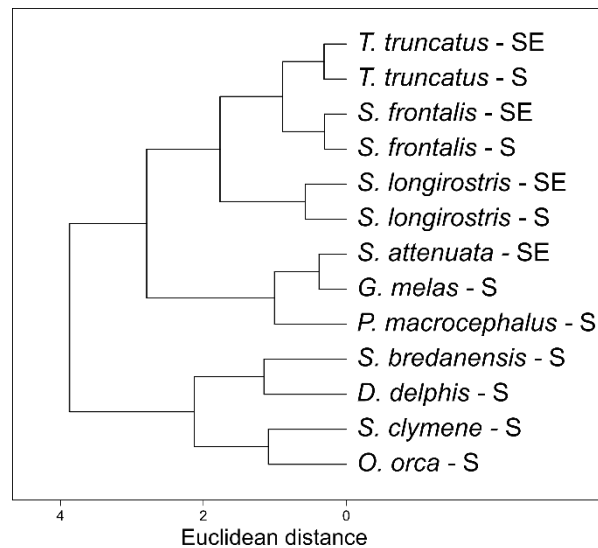 T. truncatus - SE
T. truncatus - S
S. frontalis - SE
S. frontalis - S
S. longirostris - SE
S. longirostris - S
S. attenuata - SE
G. melas - S
P. macrocephalus - S
S. bredanensis - S
D. delphis - S
S. clymene - S
O. orca - S
4 2 0
Euclidean distance